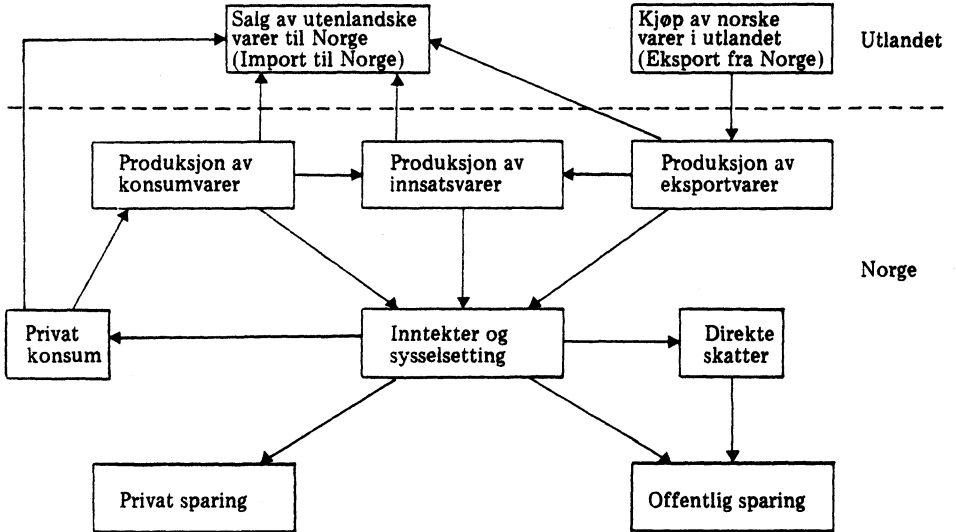 Salg av utenlandske
varer til Norge
(Import til Norge)
Kjøp av norske
varer i utlandet
(Eksport fra Norge)
Utlandet
Produksjon av
konsumvarer
Produksjon av
innsatsvarer
Produksjon av
eksportvarer
Norge
Privat
konsum
Inntekter og
sysselsetting
Direkte
skatter
Privat sparing
Offentlig sparing